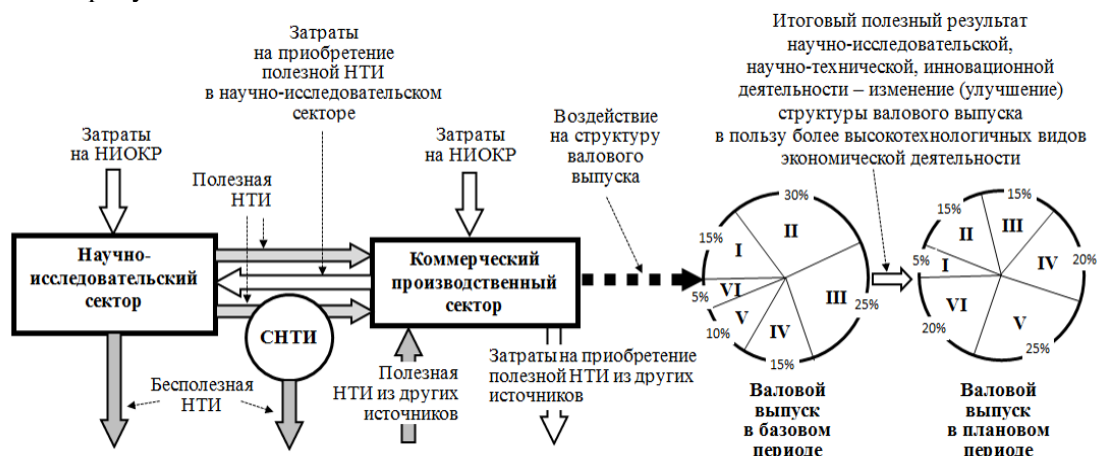 Затраты
на приобретение
полезной НТИ
в научно-исследовательском
секторе
Затраты
на НИОКР
Полезная
НТИ
Затраты
на НИОКР
Воздействие
на структуру
валового
выпуска
Итоговый полезный результат
научно-исследовательской,
научно-технической, инновационной
деятельности – изменение (улучшение)
структуры валового выпуска
в пользу более высокотехнологичных видов
экономической деятельности
Научно-
исследовательский
сектор
Коммерческий
производственный
сектор
СНТИ
Бесполезная
НТИ
Полезная
НТИ из других
источников
Затраты на приобретение
полезной НТИ из других
источников
30%
15%
5%
10%
15%
25%
I
II
III
IV
V
VI
Валовой
выпуск
в базовом
периоде
15%
15%
5%
20%
25%
20%
I
II
III
IV
V
VI
Валовой
выпуск
в плановом
периоде